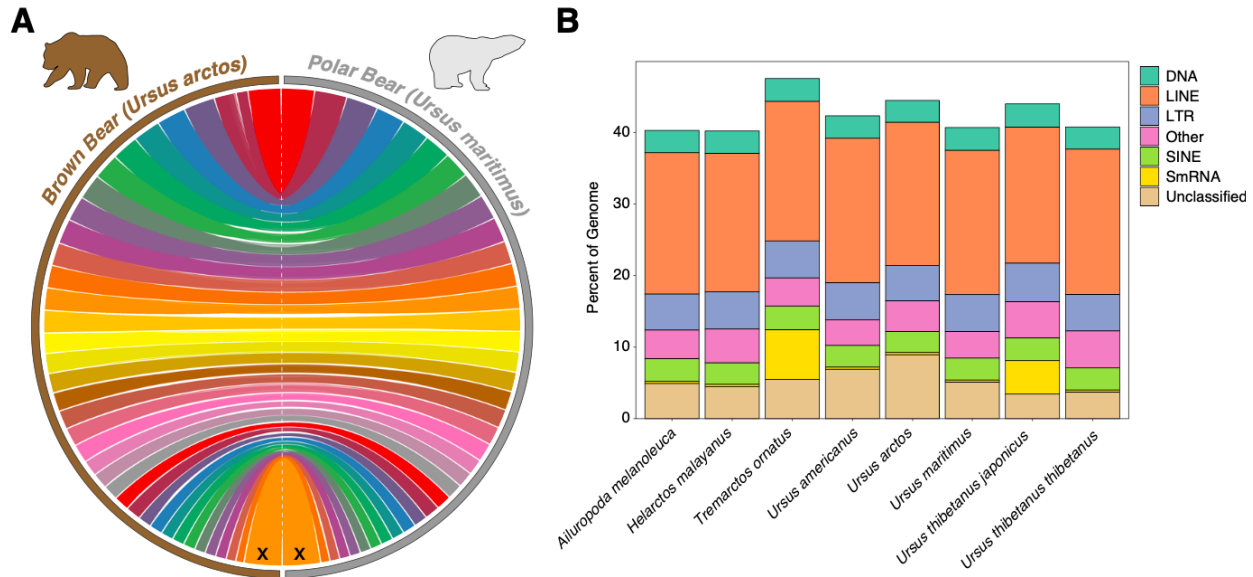 A
Brown Bear (Ursus arctos)
Polar Bear (Ursus maritimus)
X X
B
Percent of Genome
40
30
20
10
0
Ailuropoda melanoleuca
Helarctos malayanus
Tremarctos ornatus
Ursus americanus
Ursus arctos
Ursus maritimus
Ursus thibetanus japonicus
Ursus thibetanus thibetanus
DNA
LINE
LTR
Other
SINE
SmRNA
Unclassified